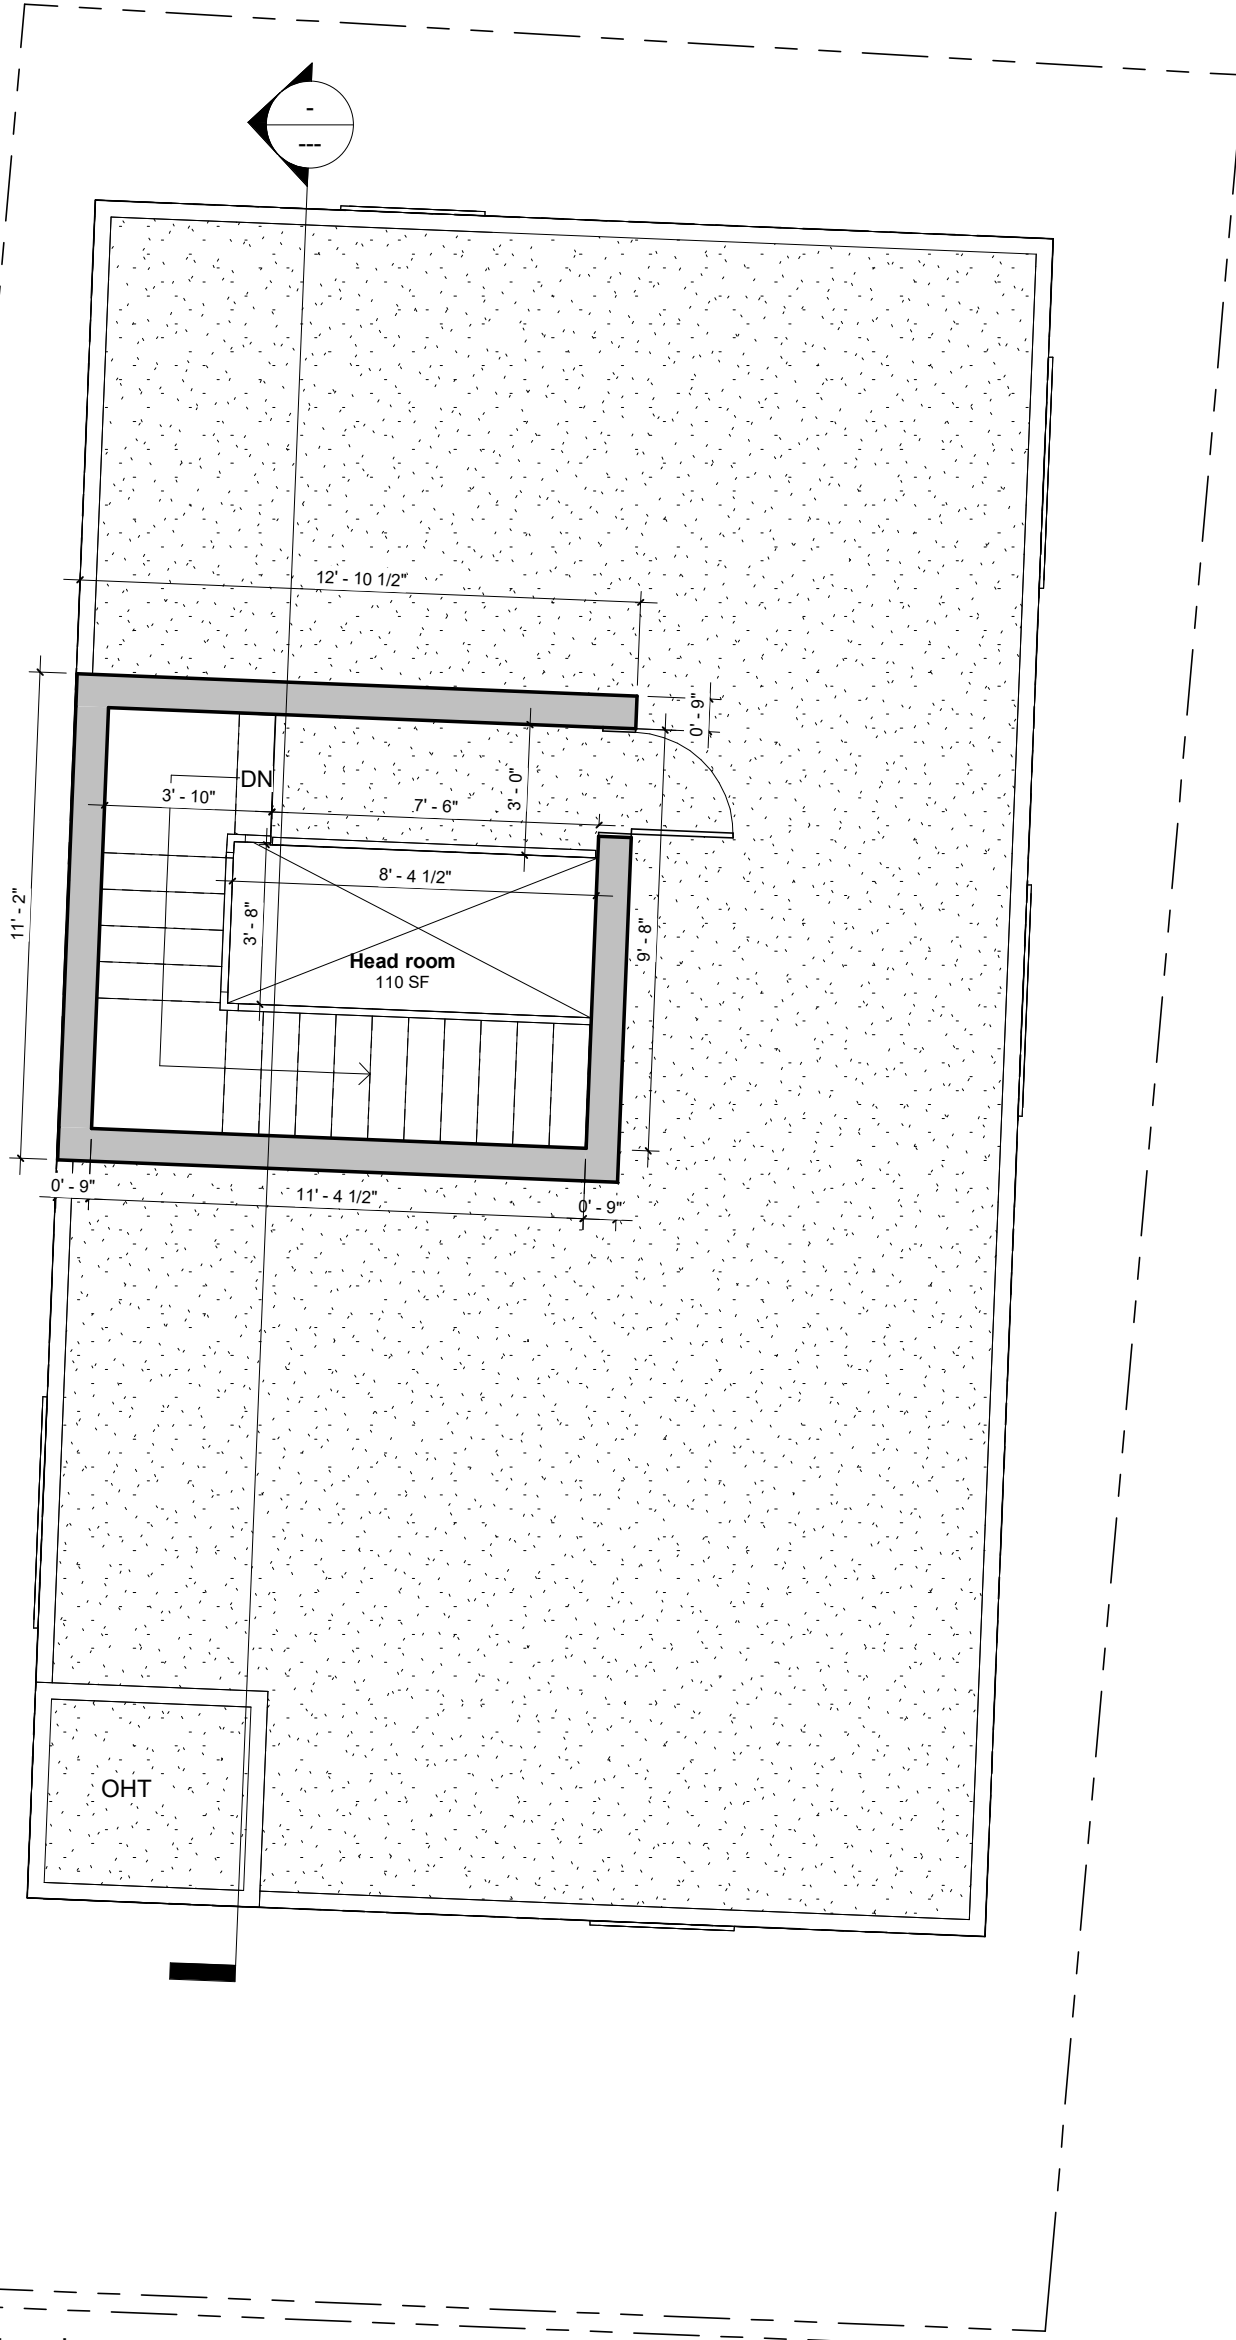 -
---
12' - 10 1/2"
0' - 9"
DN
3' - 10"
7' - 6"
3' - 0"
8' - 4 1/2"
11' - 2"
3' - 8"
9' - 8"
Head room
110 SF
0' - 9"
11' - 4 1/2"
0' - 9"
OHT